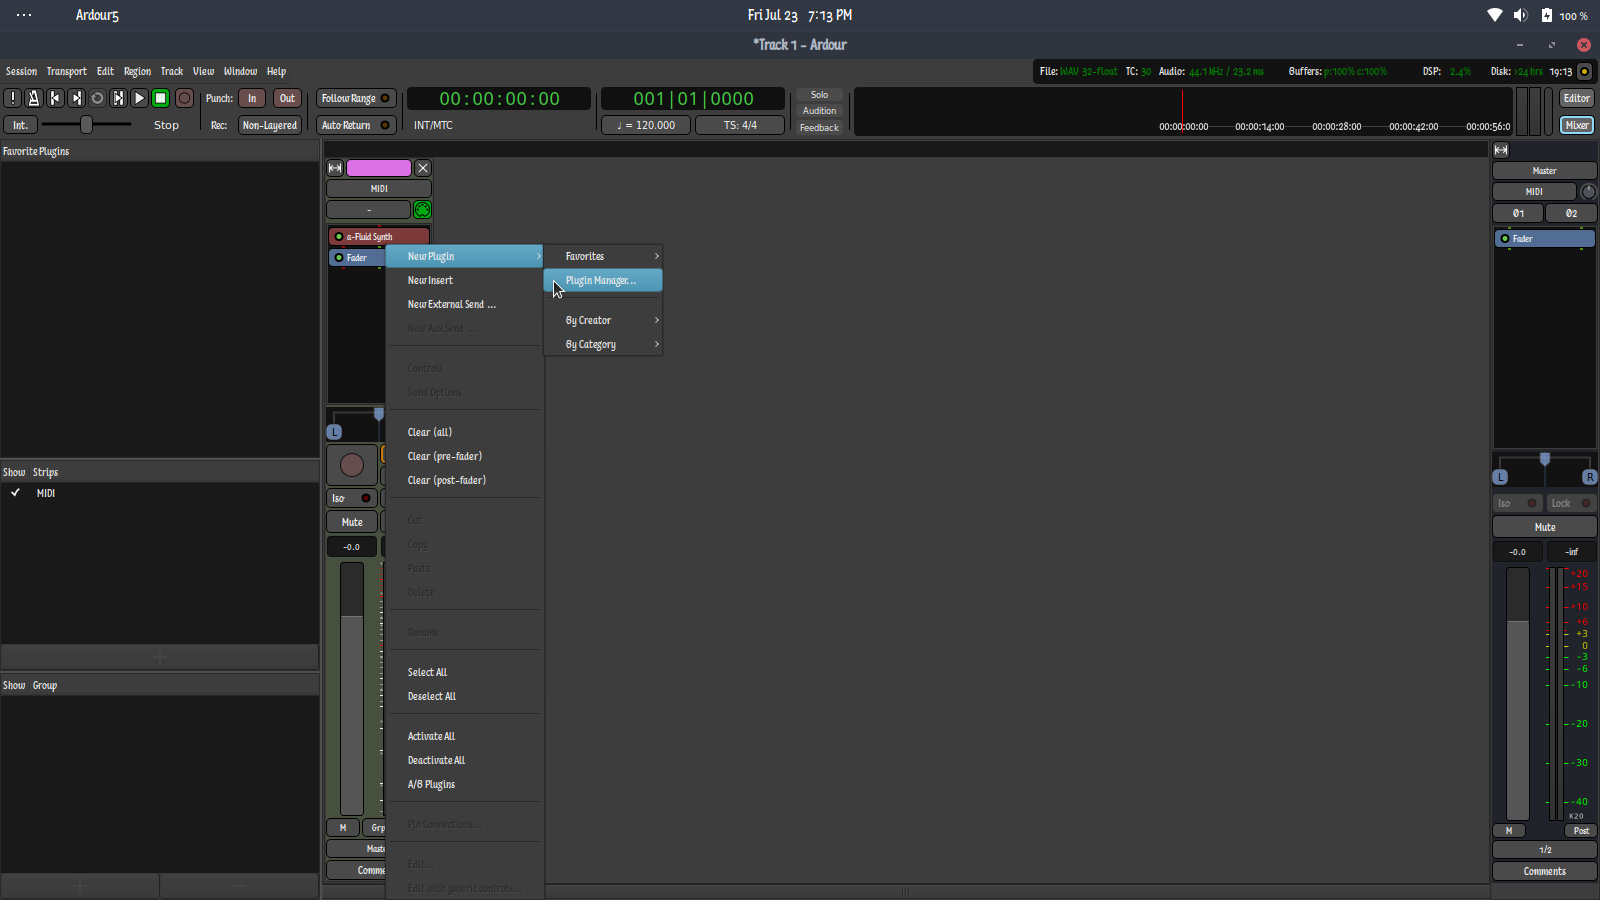 Ardour5
Fri Jul 23 7:13 PM
100 %
*Track 1 - Ardour
Session Transport Edit Region Track View Window Help
File: WAV 32-float TC: 30 Audio: 44.1 kHz / 23.2 ms Buffers: p:100% c:100% DSP: 2.4% Disk: >24 hrs 19:13
Punch: In Out Follow Range
00:00:00:00
001|01|0000
Solo
Audition
Feedback
Editor
Int. Stop Rec: Non-Layered Auto Return INT/MTC
♩ = 120.000 TS: 4/4
00:00:00:00 00:00:14:00 00:00:28:00 00:00:42:00 00:00:56:0
Mixer
Favorite Plugins
MIDI
-
a-Fluid Synth
Fader
New Plugin
New Insert
New External Send ...
New Aux Send ...
Controls
Send Options
Clear (all)
Clear (pre-fader)
Clear (post-fader)
Cut
Copy
Paste
Delete
Rename
Select All
Deselect All
Activate All
Deactivate All
A/B Plugins
Pin Connections...
Edit...
Edit with generic controls...
Favorites
Plugin Manager...
By Creator
By Category
L
Iso
Mute
-0.0
M Grp
Maste
Comme
Show Strips
MIDI
Show Group
Master
MIDI
Ø1 Ø2
Fader
L R
Iso Lock
Mute
-0.0 -inf
+20
+15
+10
+6
+3
0
-3
-6
-10
-20
-30
-40
K20
M Post
1/2
Comments